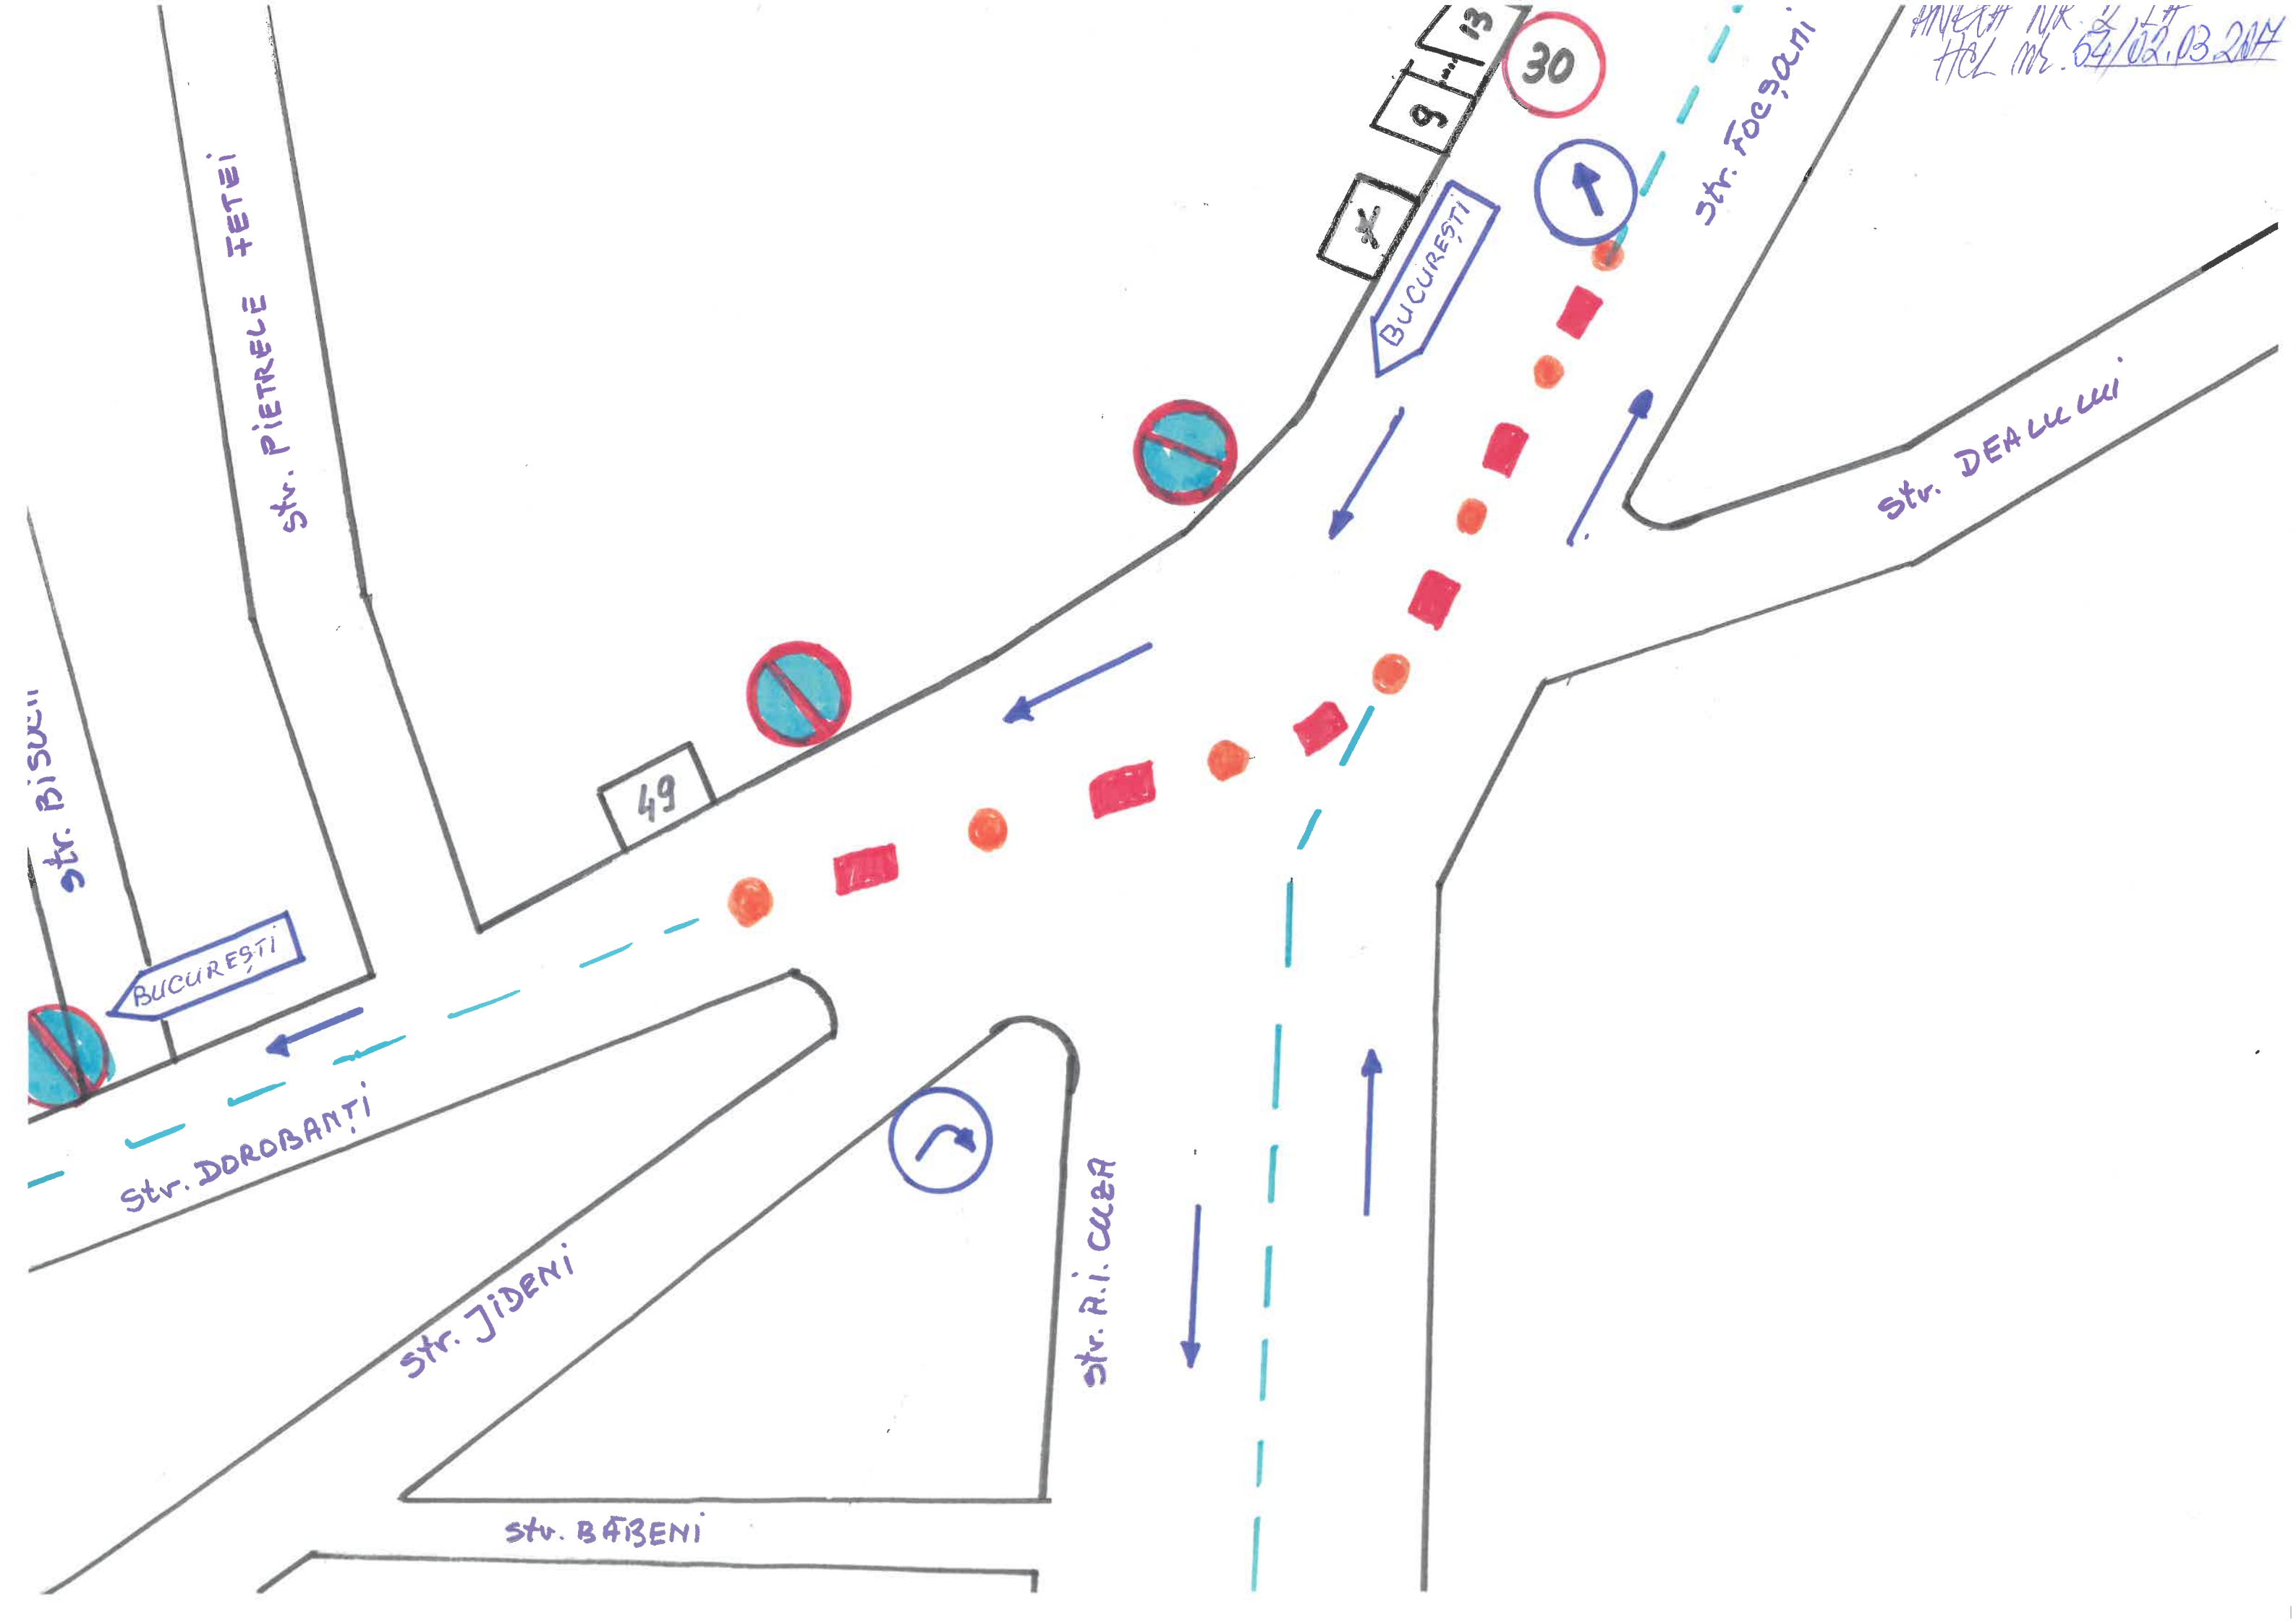 ANEXA NR. 2 LA
HCL nr. 54/02.03.2017
13
30
9
str. FOCȘANI
BUCUREȘTI
str. PIETRELE FETEI
str. DEALULUI
49
str. BISOCII
BUCUREȘTI
str. DOROBANȚI
str. A.I. CUZA
str. JIDENI
str. BĂBENI